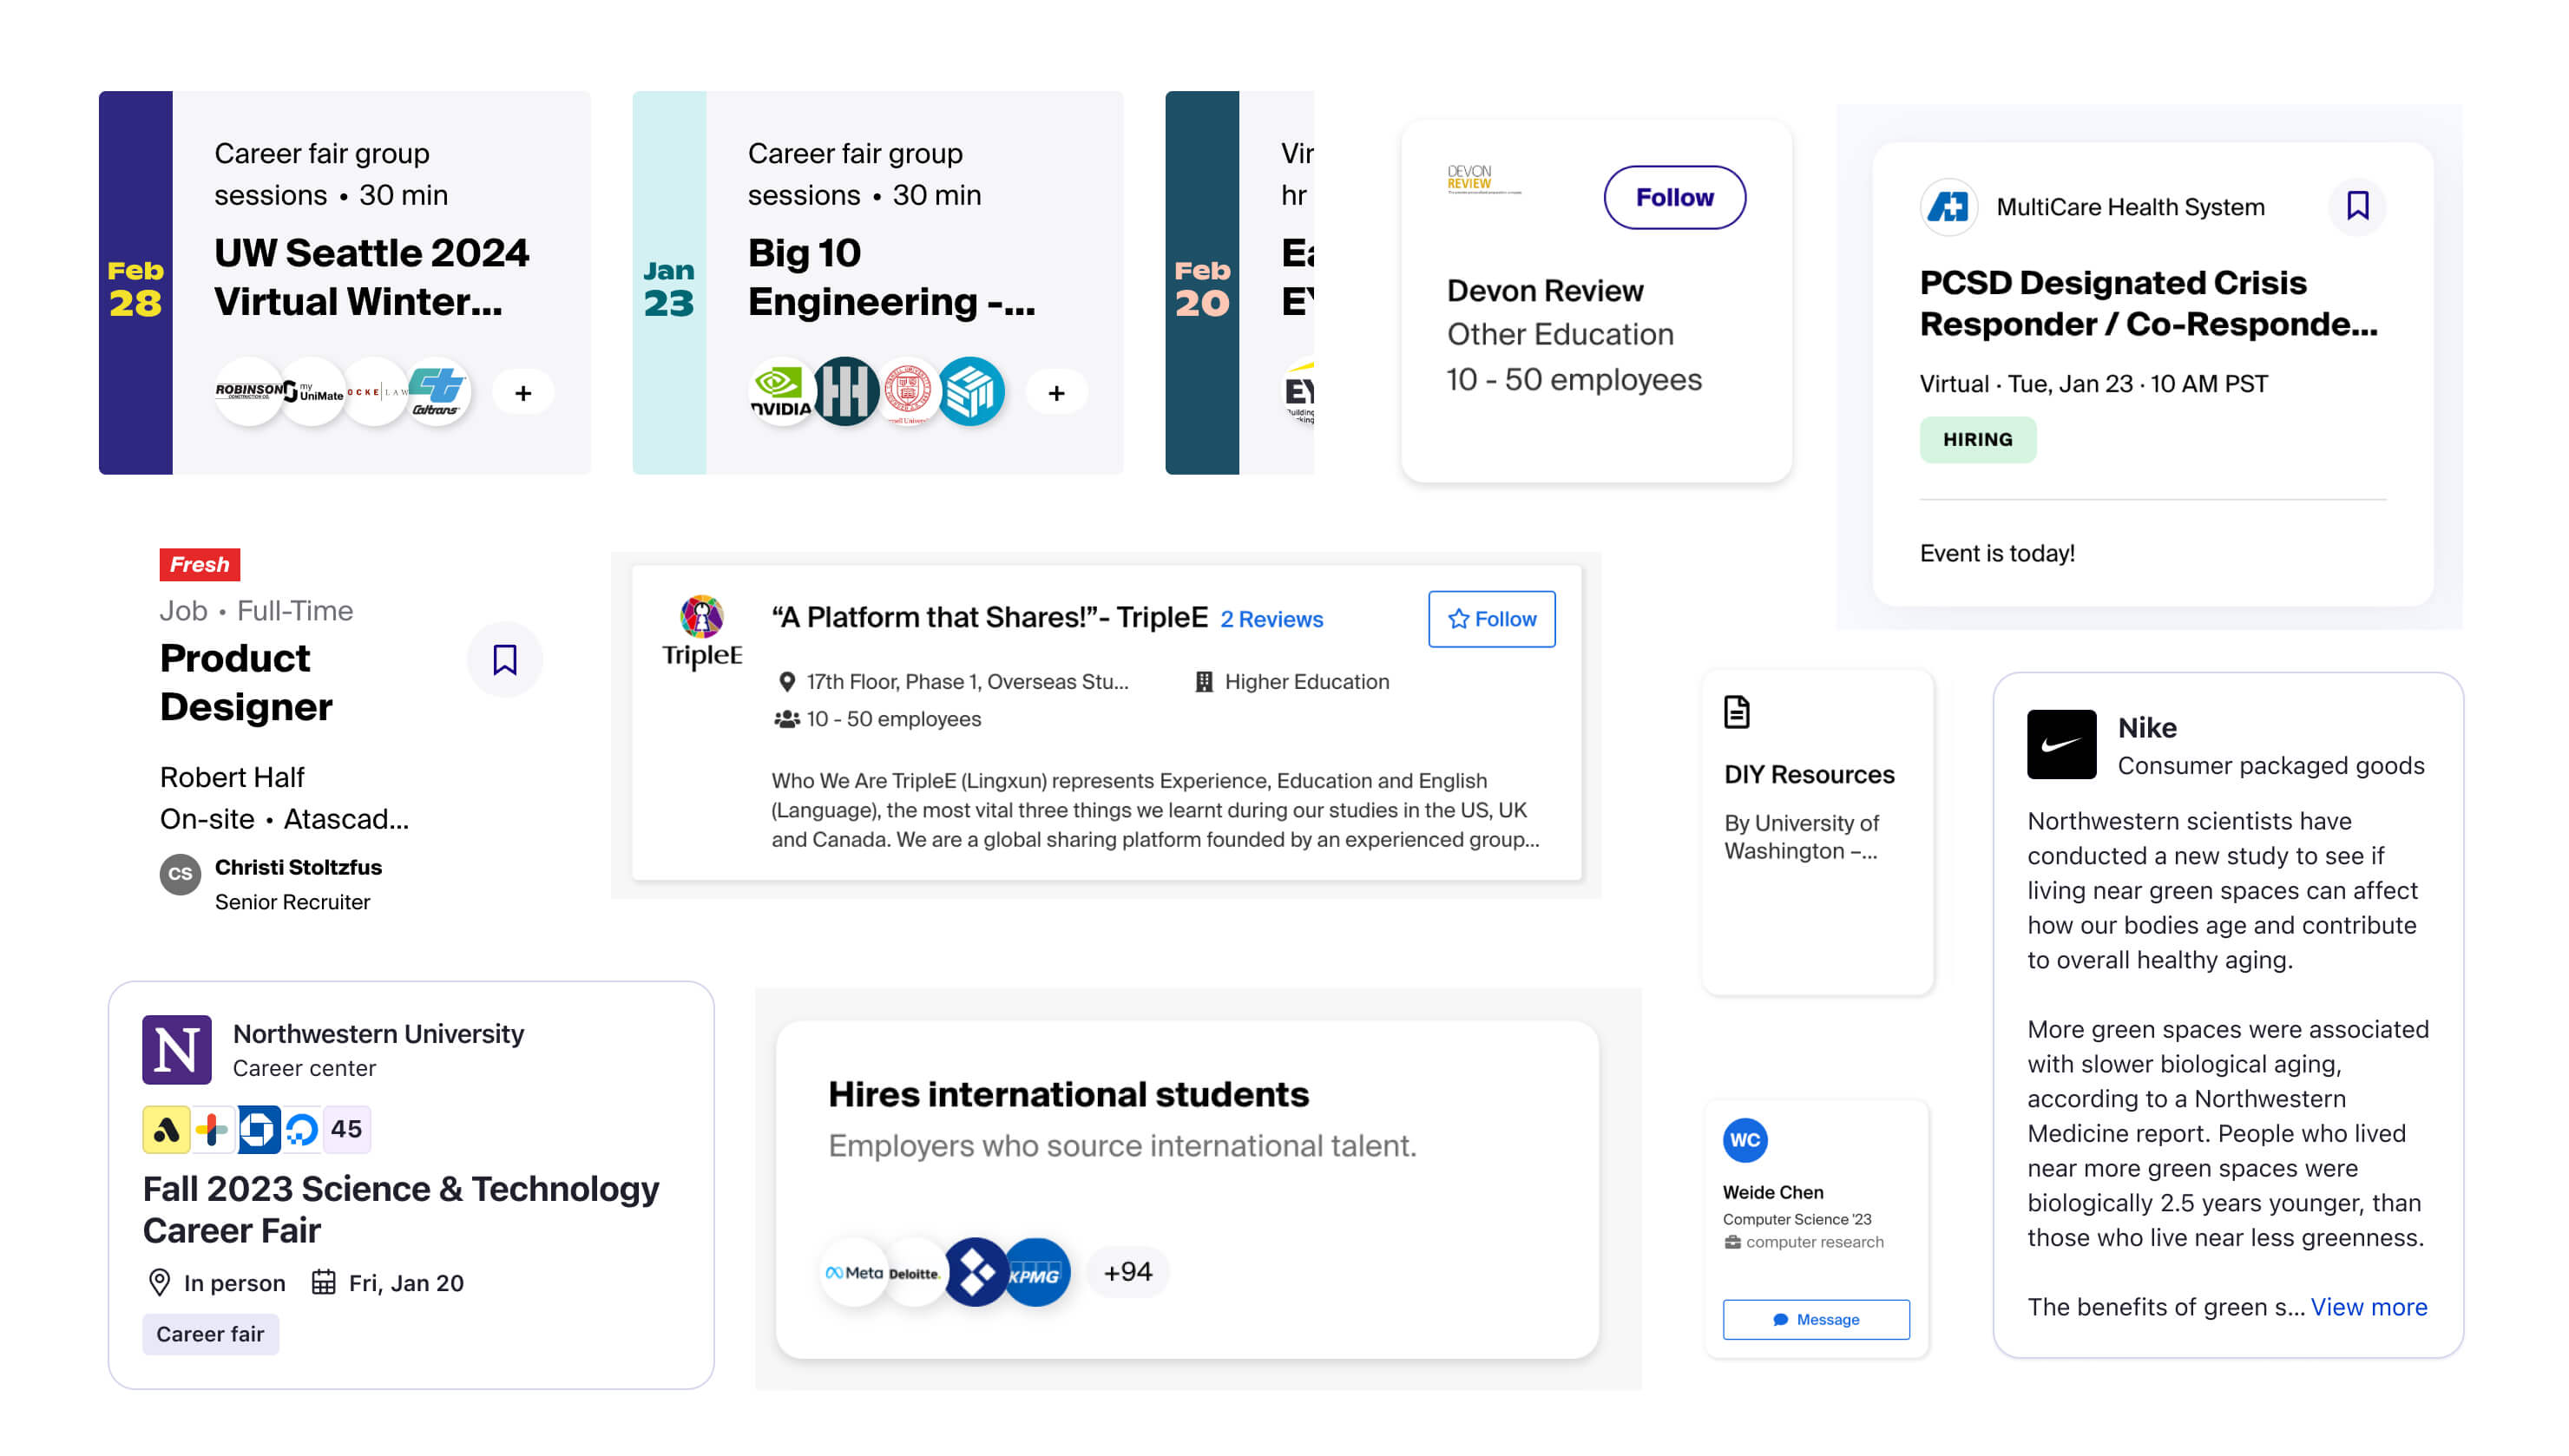 Feb
28
Career fair group
sessions • 30 min
UW Seattle 2024
Virtual Winter...
ROBINSON
CONSTRUCTION CO.
my
UniMate
OCKE|LAW
Caltrans
+
Jan
23
Career fair group
sessions • 30 min
Big 10
Engineering -...
NVIDIA
+
Feb
20
Vir
hr
EY
DEVON
REVIEW
Follow
Devon Review
Other Education
10 - 50 employees
MultiCare Health System
PCSD Designated Crisis
Responder / Co-Responde...
Virtual · Tue, Jan 23 · 10 AM PST
HIRING
Event is today!
Fresh
Job • Full-Time
Product
Designer
Robert Half
On-site • Atascad...
CS
Christi Stoltzfus
Senior Recruiter
TripleE
“A Platform that Shares!”- TripleE 2 Reviews
Follow
17th Floor, Phase 1, Overseas Stu...
Higher Education
10 - 50 employees
Who We Are TripleE (Lingxun) represents Experience, Education and English
(Language), the most vital three things we learnt during our studies in the US, UK
and Canada. We are a global sharing platform founded by an experienced group...
DIY Resources
By University of
Washington –...
Nike
Consumer packaged goods
Northwestern scientists have
conducted a new study to see if
living near green spaces can affect
how our bodies age and contribute
to overall healthy aging.
More green spaces were associated
with slower biological aging,
according to a Northwestern
Medicine report. People who lived
near more green spaces were
biologically 2.5 years younger, than
those who live near less greenness.
The benefits of green s... View more
N
Northwestern University
Career center
45
Fall 2023 Science & Technology
Career Fair
In person
Fri, Jan 20
Career fair
Hires international students
Employers who source international talent.
Meta
Deloitte.
KPMG
+94
WC
Weide Chen
Computer Science '23
computer research
Message